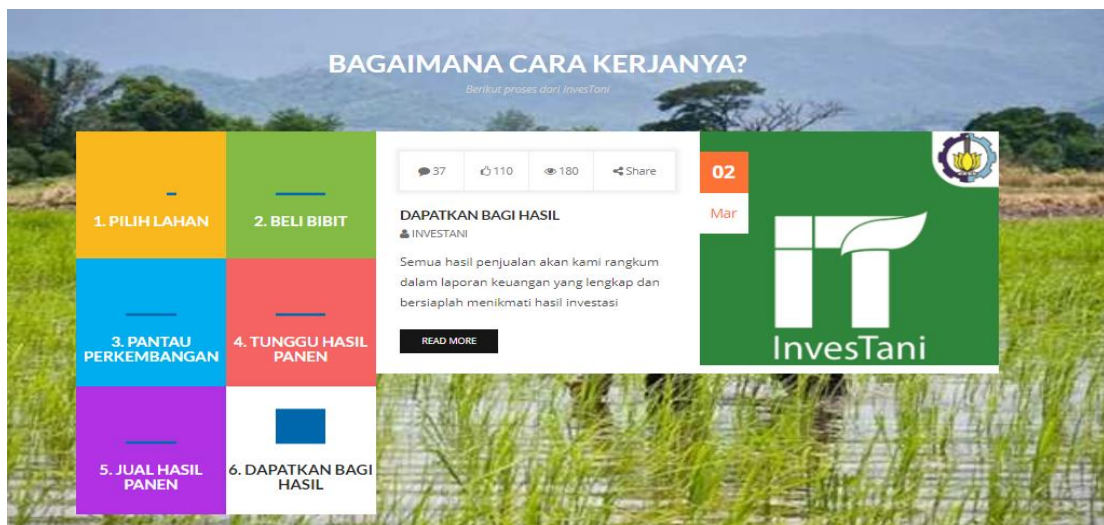 BAGAIMANA CARA KERJANYA?
Berikut proses dari InvesTani
1. PILIH LAHAN
2. BELI BIBIT
3. PANTAU
PERKEMBANGAN
4. TUNGGU HASIL
PANEN
5. JUAL HASIL
PANEN
6. DAPATKAN BAGI
HASIL
37
110
180
Share
DAPATKAN BAGI HASIL
INVESTANI
Semua hasil penjualan akan kami rangkum
dalam laporan keuangan yang lengkap dan
bersiaplah menikmati hasil investasi
READ MORE
02
Mar
IT
InvesTani